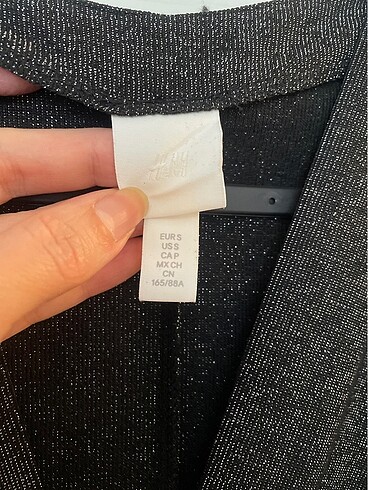 EUR S
US S
CA P
MX CH
CN
165/88A